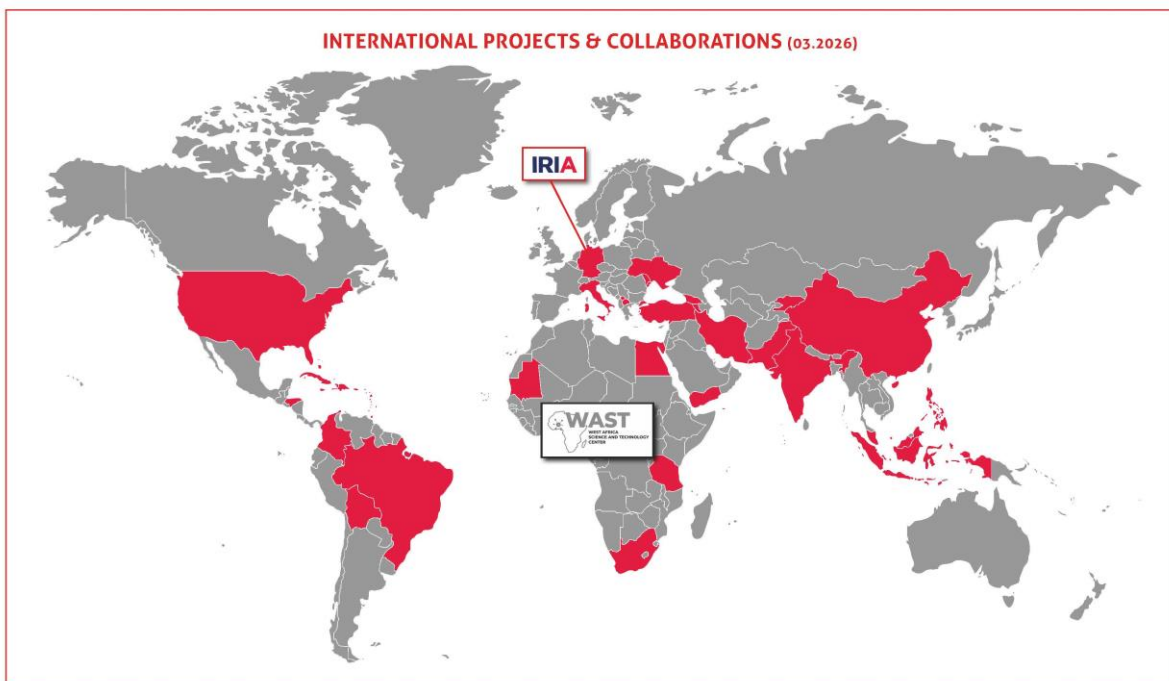 INTERNATIONAL PROJECTS & COLLABORATIONS (03.2026)
IRIA
WAST
WEST AFRICA
SCIENCE AND TECHNOLOGY
CENTER